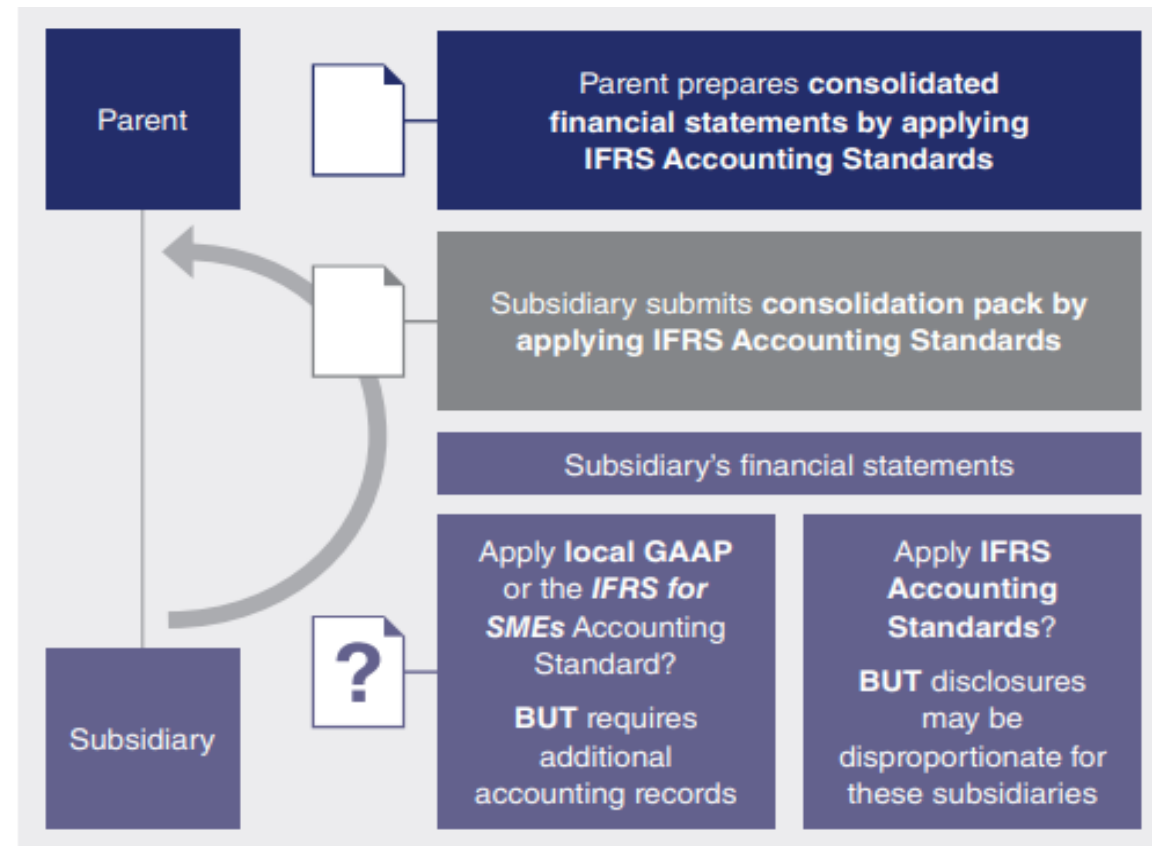 Parent
Parent prepares consolidated
financial statements by applying
IFRS Accounting Standards
Subsidiary submits consolidation pack by
applying IFRS Accounting Standards
Subsidiary's financial statements
Apply local GAAP
or the IFRS for
SMEs Accounting
Standard?
BUT requires
additional
accounting records
Apply IFRS
Accounting
Standards?
BUT disclosures
may be
disproportionate for
these subsidiaries
?
Subsidiary